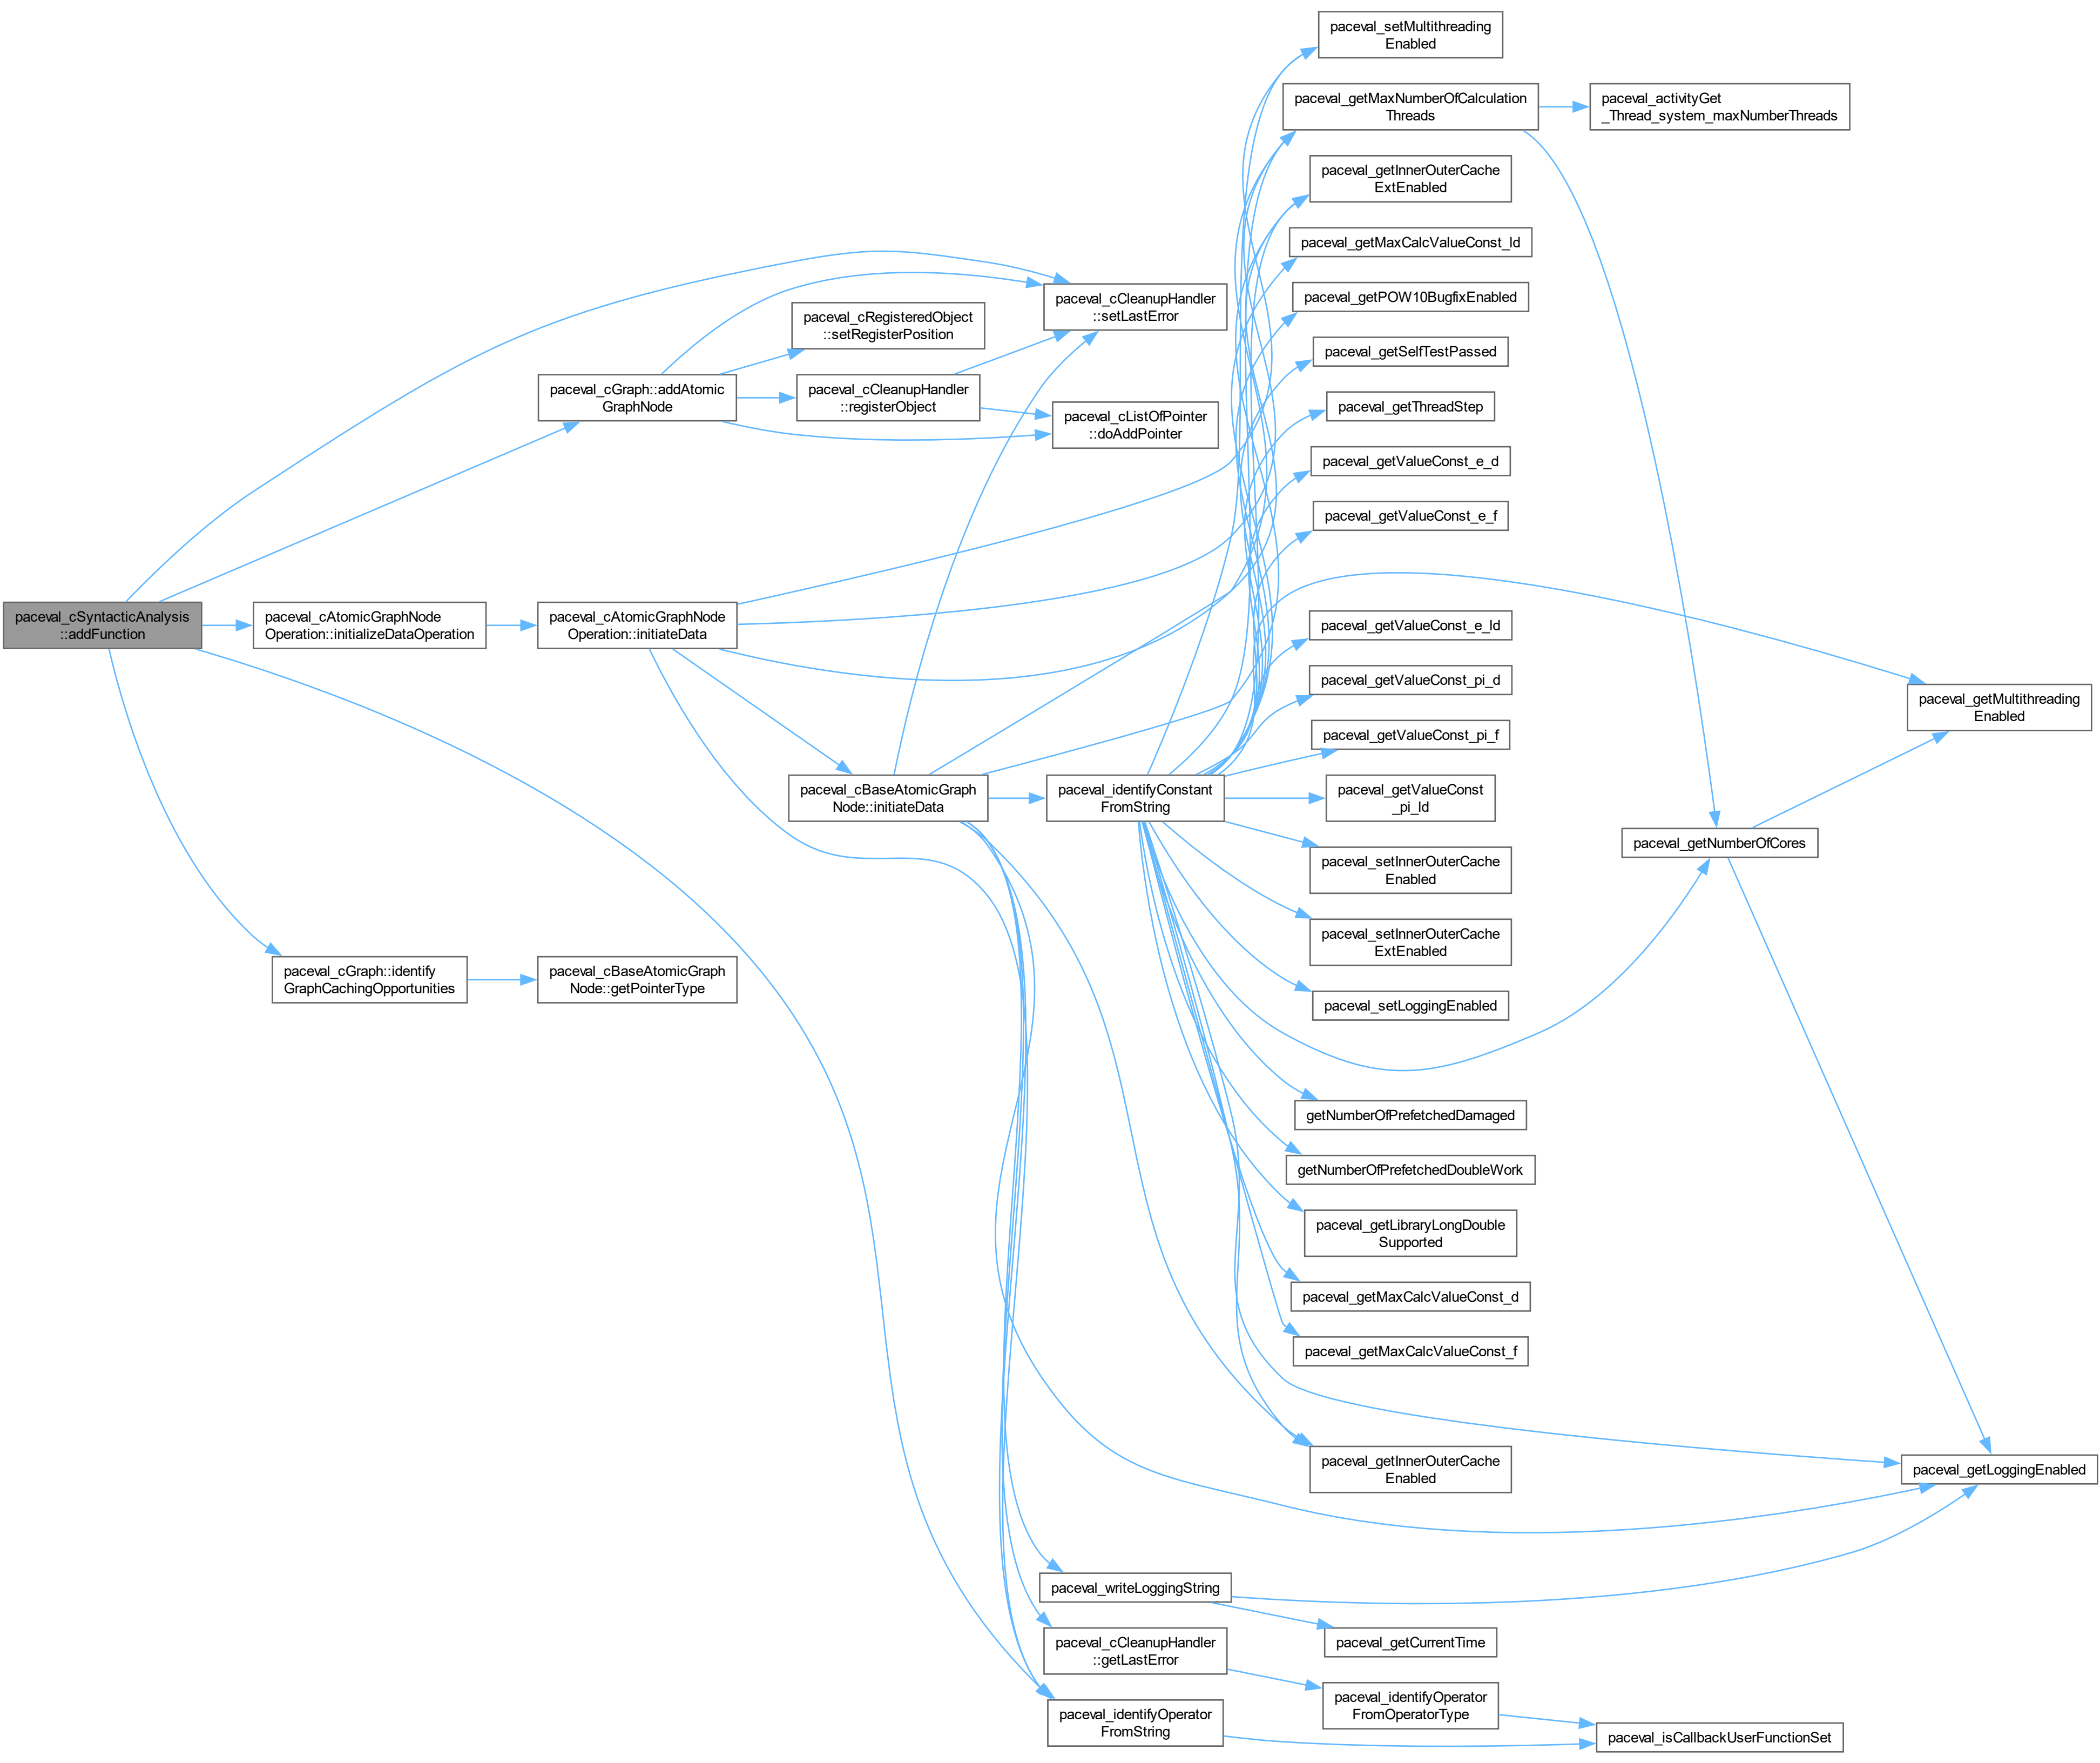 paceval_cSyntacticAnalysis
::addFunction
paceval_cCleanupHandler
::setLastError
paceval_cGraph::addAtomic
GraphNode
paceval_cRegisteredObject
::setRegisterPosition
paceval_cCleanupHandler
::registerObject
paceval_cListOfPointer
::doAddPointer
paceval_cAtomicGraphNode
Operation::initializeDataOperation
paceval_cAtomicGraphNode
Operation::initiateData
paceval_cBaseAtomicGraph
Node::initiateData
paceval_cGraph::identify
GraphCachingOpportunities
paceval_cBaseAtomicGraph
Node::getPointerType
paceval_identifyConstant
FromString
paceval_setMultithreading
Enabled
paceval_getMaxNumberOfCalculation
Threads
paceval_activityGet
_Thread_system_maxNumberThreads
paceval_getInnerOuterCache
ExtEnabled
paceval_getMaxCalcValueConst_ld
paceval_getPOW10BugfixEnabled
paceval_getSelfTestPassed
paceval_getThreadStep
paceval_getValueConst_e_d
paceval_getValueConst_e_f
paceval_getValueConst_e_ld
paceval_getValueConst_pi_d
paceval_getValueConst_pi_f
paceval_getValueConst
_pi_ld
paceval_setInnerOuterCache
Enabled
paceval_setInnerOuterCache
ExtEnabled
paceval_setLoggingEnabled
getNumberOfPrefetchedDamaged
getNumberOfPrefetchedDoubleWork
paceval_getLibraryLongDouble
Supported
paceval_getMaxCalcValueConst_d
paceval_getMaxCalcValueConst_f
paceval_getInnerOuterCache
Enabled
paceval_getMultithreading
Enabled
paceval_getNumberOfCores
paceval_getLoggingEnabled
paceval_writeLoggingString
paceval_getCurrentTime
paceval_cCleanupHandler
::getLastError
paceval_identifyOperator
FromOperatorType
paceval_identifyOperator
FromString
paceval_isCallbackUserFunctionSet